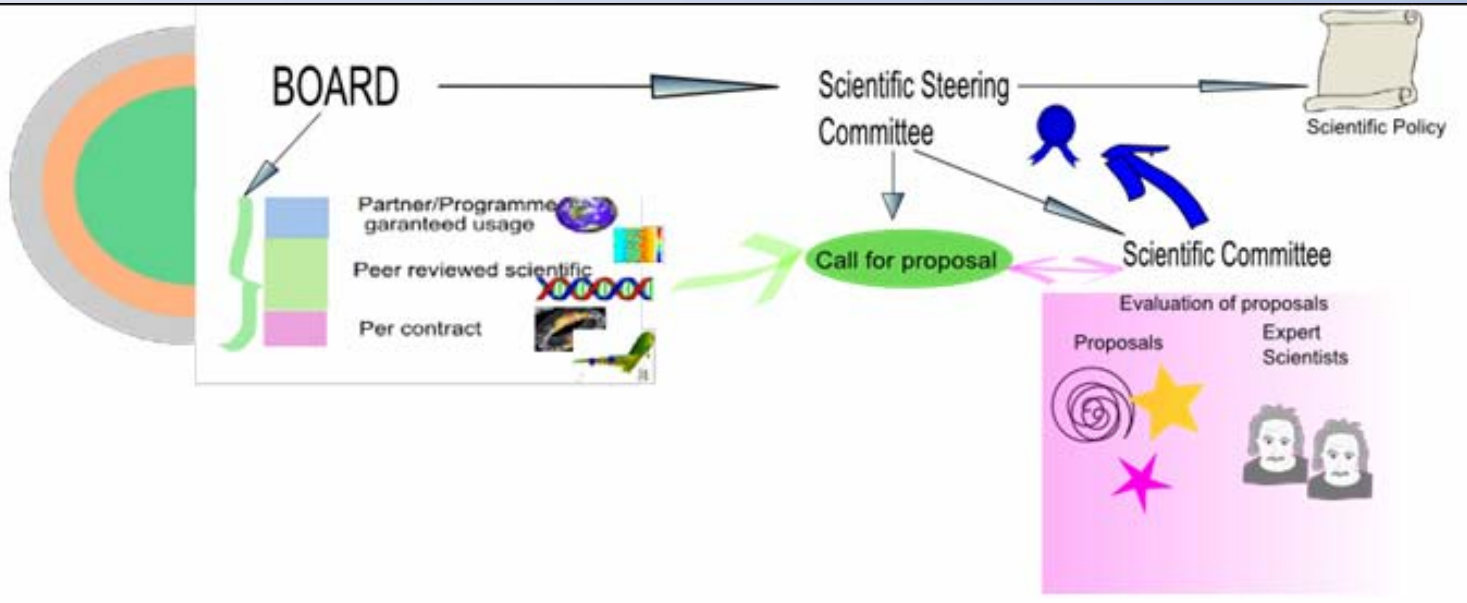 BOARD
Scientific Steering
Committee
Scientific Policy
Partner/Programme
garanteed usage
Peer reviewed scientific
Per contract
Call for proposal
Scientific Committee
Evaluation of proposals
Proposals
Expert
Scientists